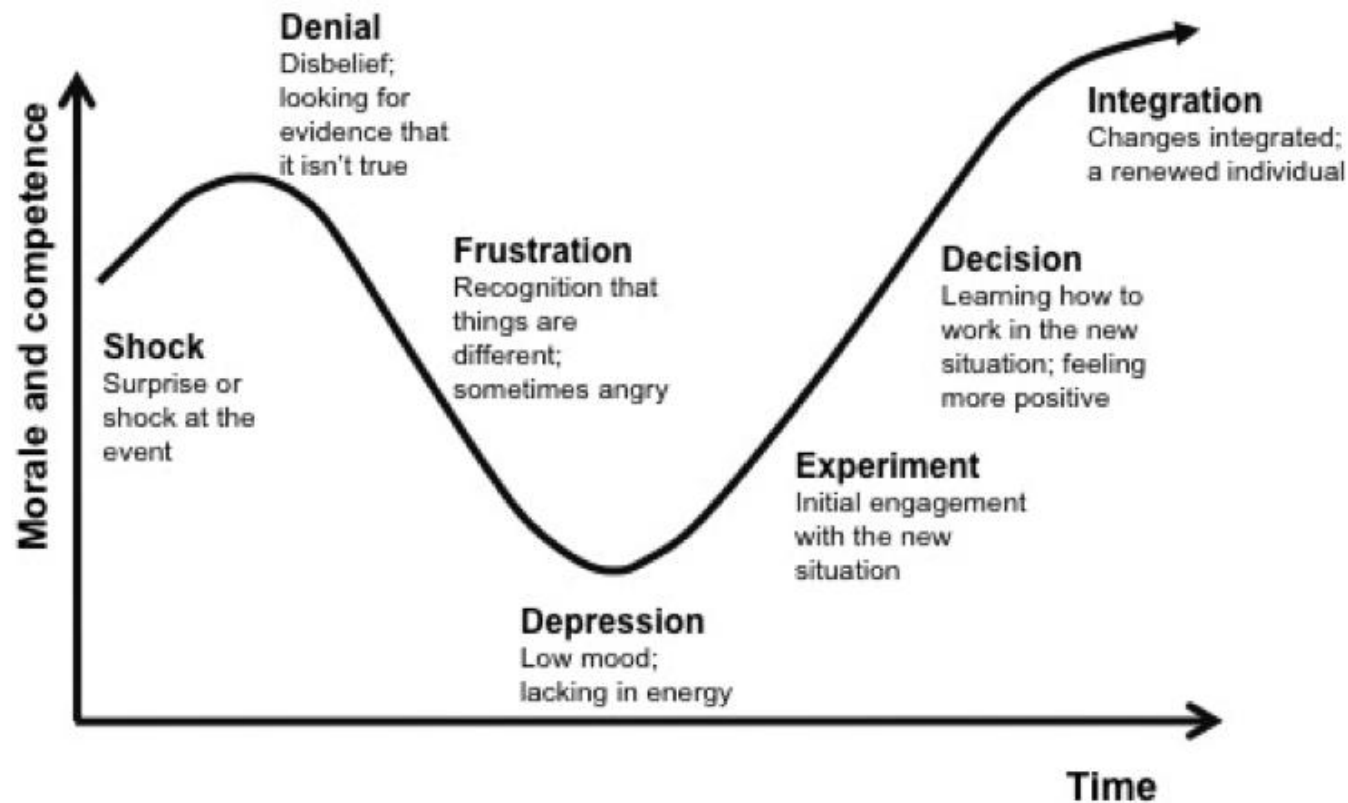 Denial
Disbelief;
looking for
evidence that
it isn't true
Morale and competence
Shock
Surprise or
shock at the
event
Frustration
Recognition that
things are
different;
sometimes angry
Depression
Low mood;
lacking in energy
Experiment
Initial engagement
with the new
situation
Decision
Learning how to
work in the new
situation; feeling
more positive
Integration
Changes integrated;
a renewed individual
Time